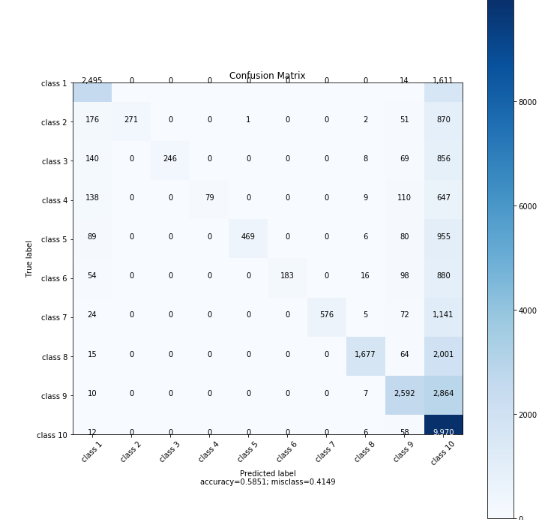 Confusion Matrix
class 1 2,495 0 0 0 0 0 0 0 14 1,611
class 2 176 271 0 0 1 0 0 2 51 870
class 3 140 0 246 0 0 0 0 8 69 856
class 4 138 0 0 79 0 0 0 9 110 647
class 5 89 0 0 0 469 0 0 6 80 955
class 6 54 0 0 0 0 183 0 16 98 880
class 7 24 0 0 0 0 0 576 5 72 1,141
class 8 15 0 0 0 0 0 0 1,677 64 2,001
class 9 10 0 0 0 0 0 0 7 2,592 2,864
class 10 12 0 0 0 0 0 0 6 58 9,970
True label
class 1 class 2 class 3 class 4 class 5 class 6 class 7 class 8 class 9 class 10
Predicted label
accuracy=0.5851; misclass=0.4149
8000
6000
4000
2000
0